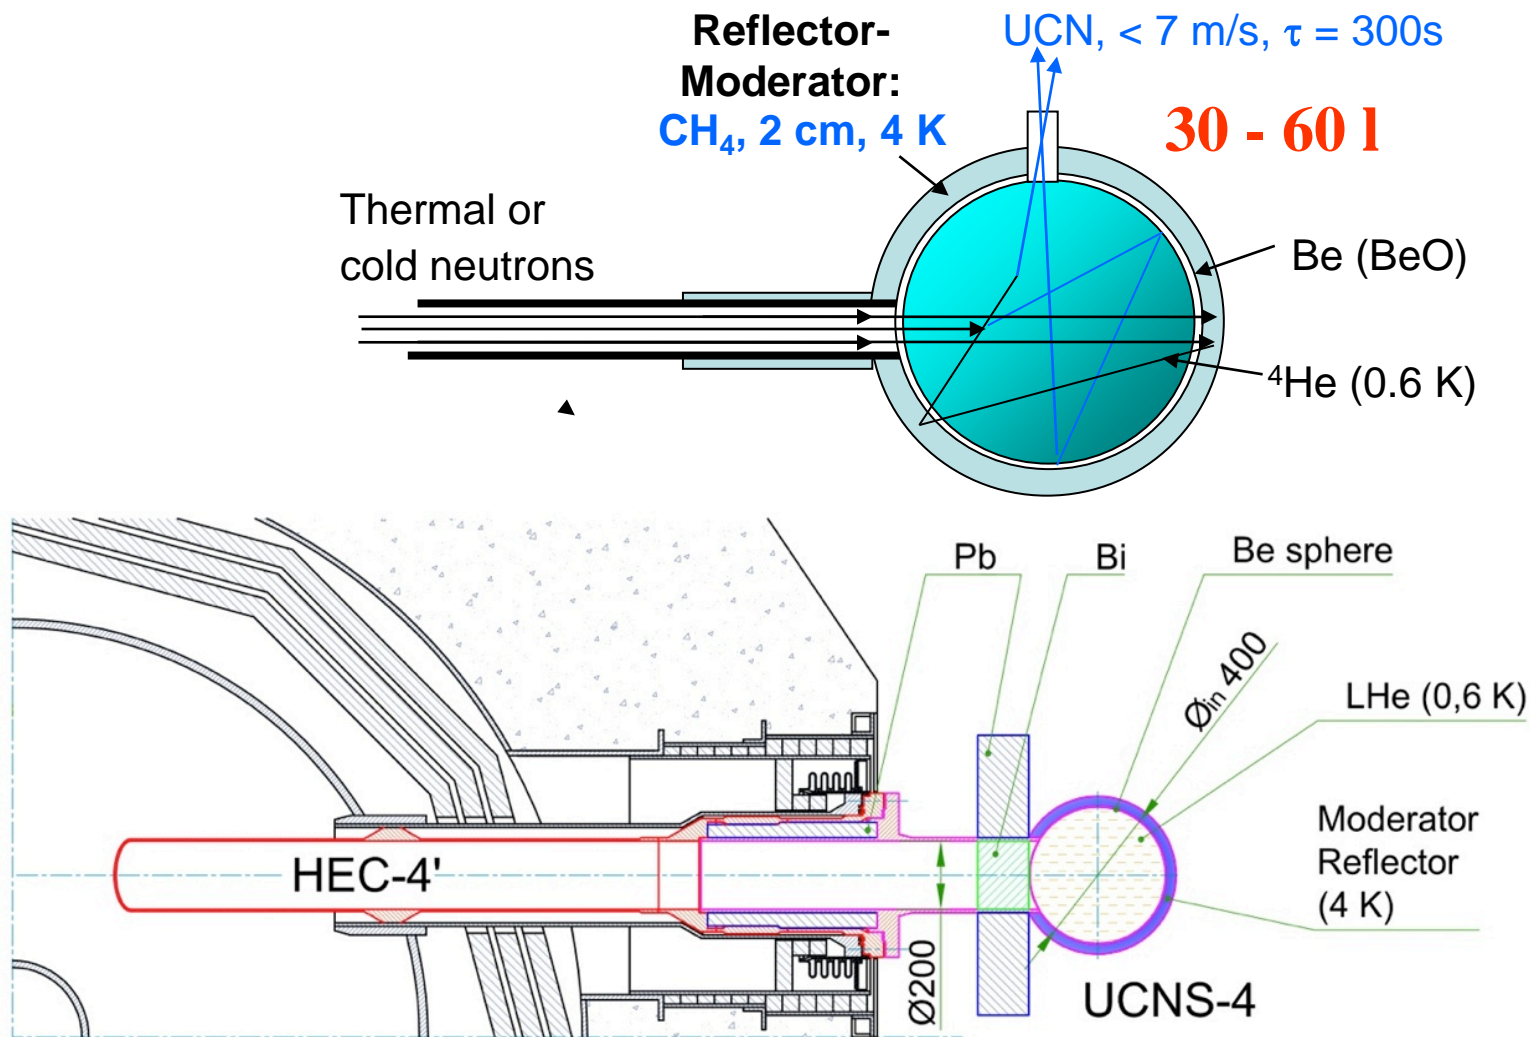 Reflector-
Moderator:
CH₄, 2 cm, 4 K
UCN, < 7 m/s, τ = 300s
30 - 60 l
Thermal or
cold neutrons
Be (BeO)
⁴He (0.6 K)
Pb
Bi
Be sphere
Øin 400
LHe (0,6 K)
Moderator
Reflector
(4 K)
HEC-4'
Ø200
UCNS-4